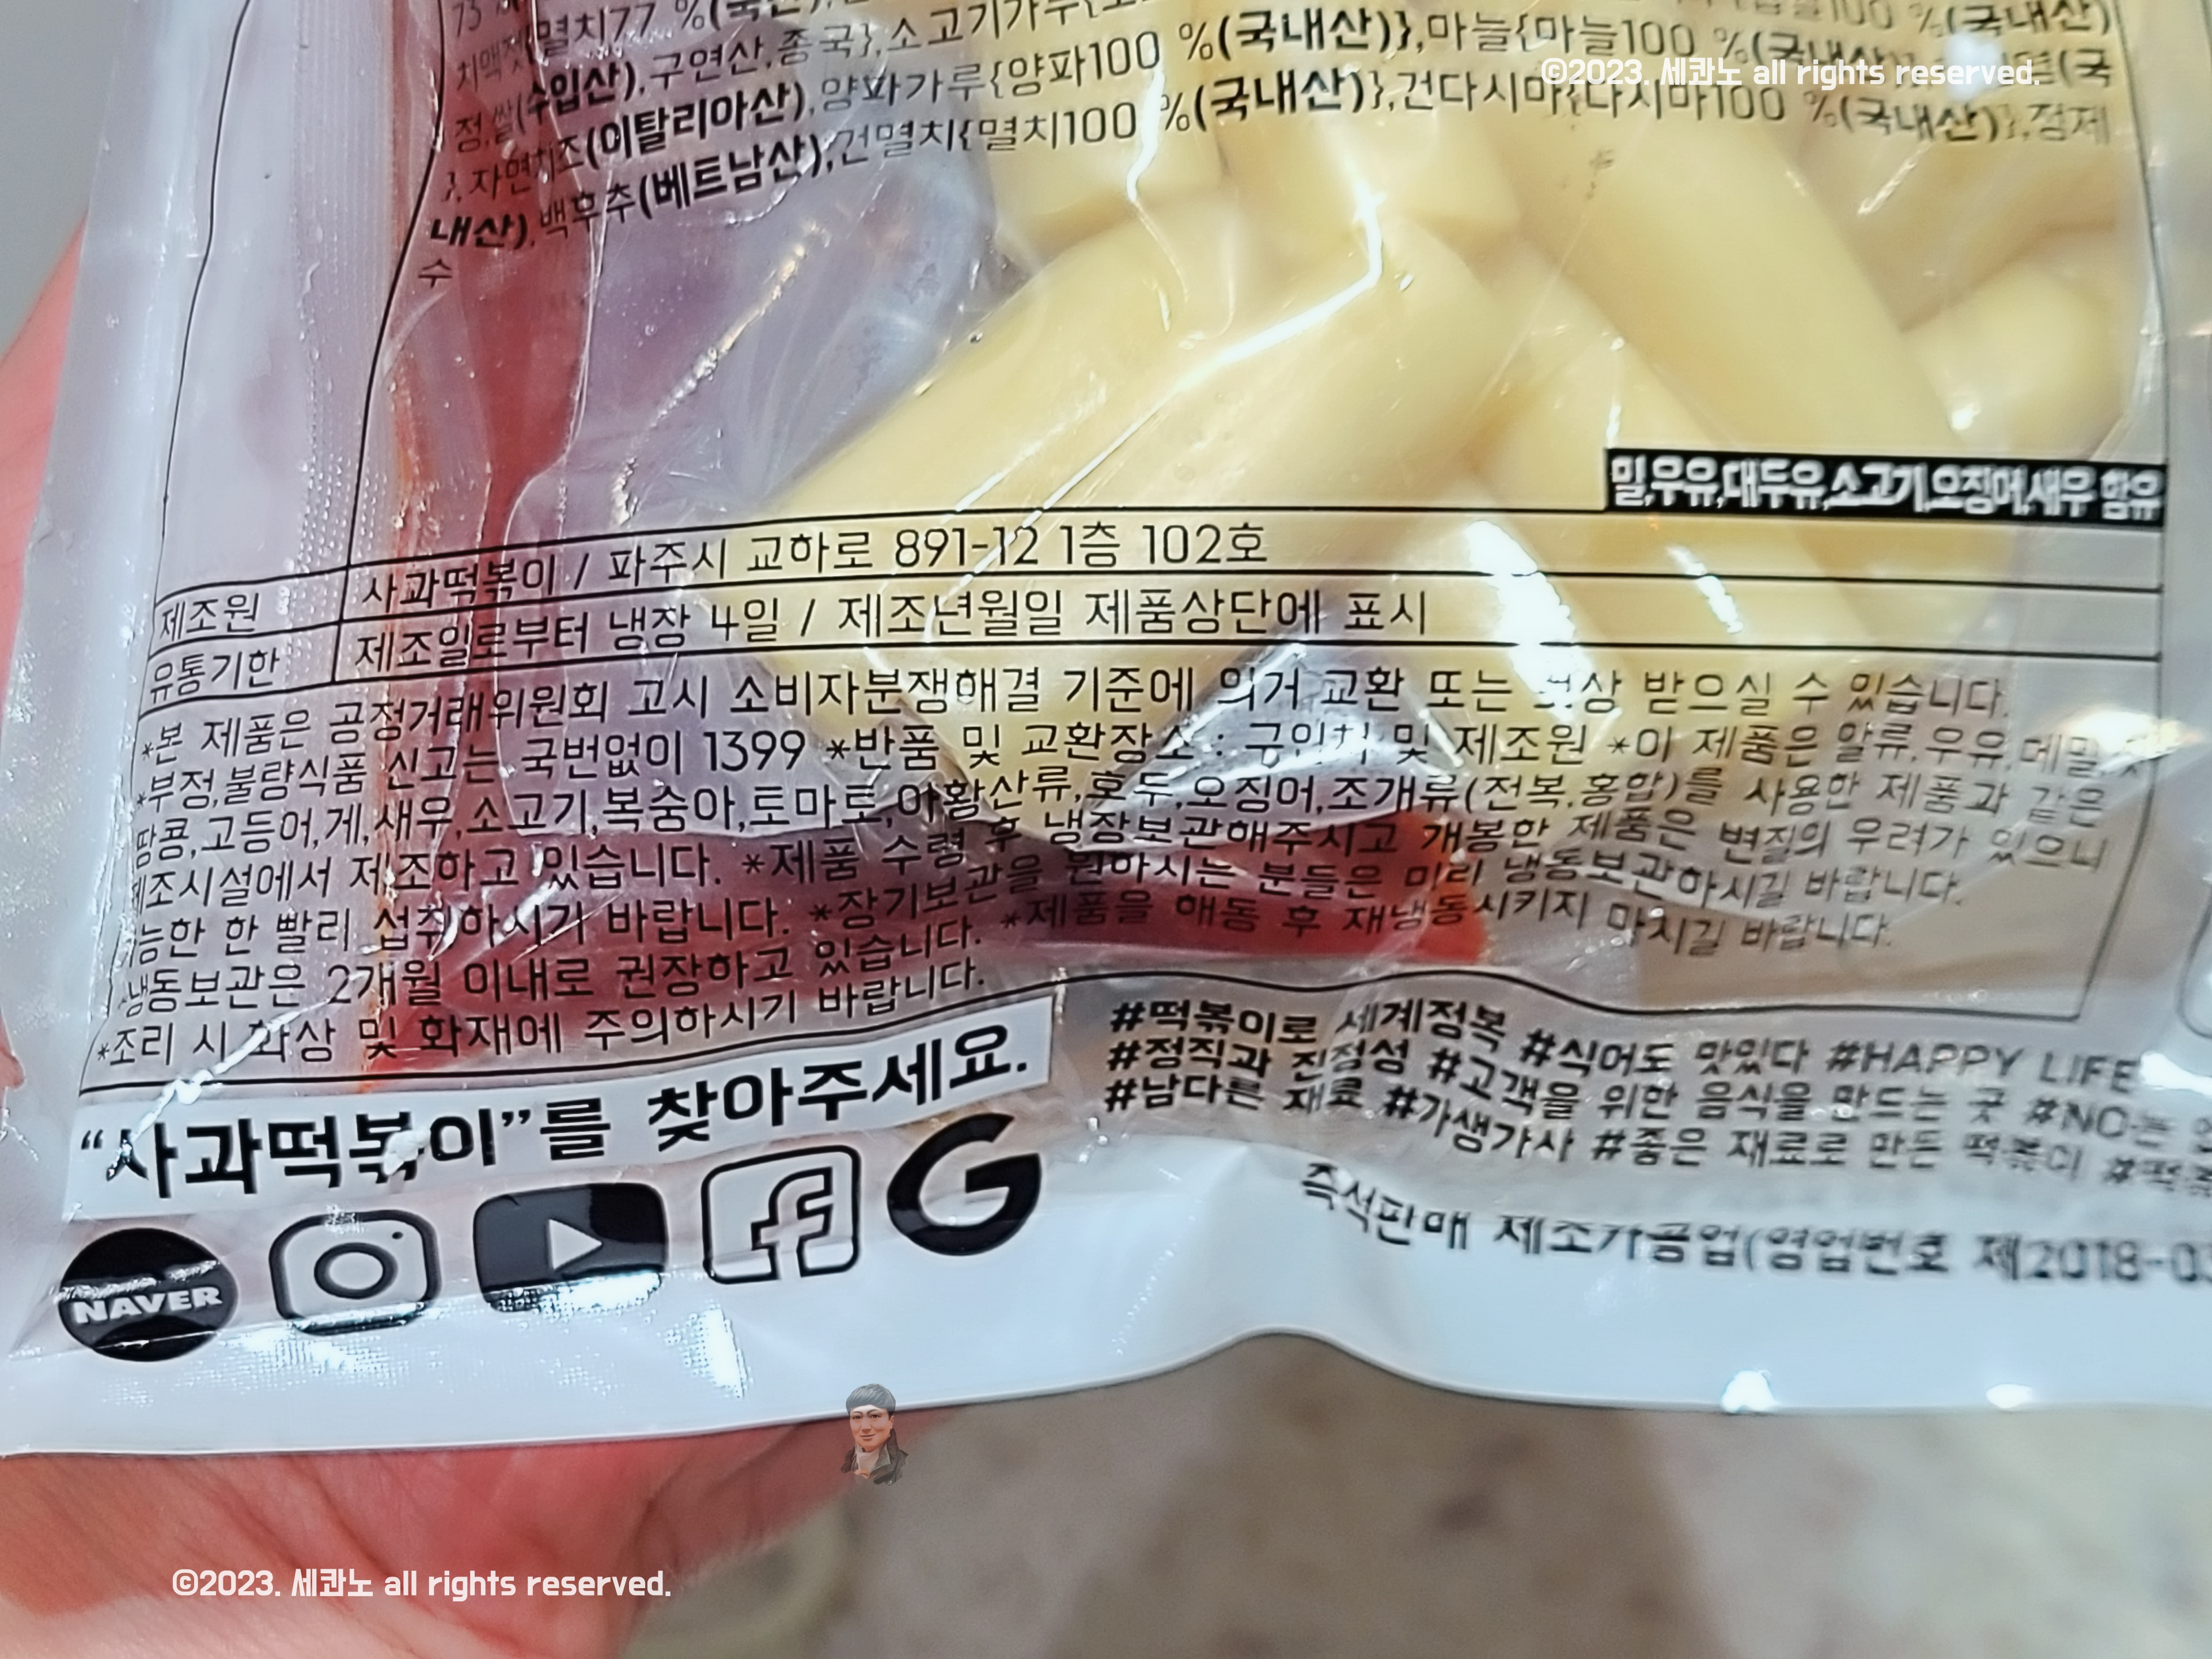 치액젓{멸치77 %
정,쌀(수입산),구연산,종국},소고기가루
},자연치즈(이탈리아산),양파가루{양파100 %(국내산)},마늘{마늘100 %(국내산)
내산),백후추(베트남산),건멸치{멸치100 %(국내산)},건다시마{다시마100 %(국내산)},정제
수
©2023. 세콴노 all rights reserved.
밀,우유,대두유,소고기,오징어,새우 함유
제조원 사과떡볶이 / 파주시 교하로 891-12 1층 102호
유통기한 제조일로부터 냉장 4일 / 제조년월일 제품상단에 표시
*본 제품은 공정거래위원회 고시 소비자분쟁해결 기준에 의거 교환 또는 받으실 수 있습니다.
*부정,불량식품 신고는 국번없이 1399 *반품 및 교환장소 : 구입처 및 제조원 *이 제품은 알류,우유,메밀,
땅콩,고등어,게,새우,소고기,복숭아,토마토,아황산류,호두,오징어,조개류(전복,홍합)를 사용한 제품과 같은
제조시설에서 제조하고 있습니다. *제품 수령 후 냉장보관해주시고 개봉한 제품은 변질의 우려가 있으니
가능한 한 빨리 섭취하시기 바랍니다. *장기보관을 원하시는 분들은 미리 냉동보관하시길 바랍니다.
*냉동보관은 2개월 이내로 권장하고 있습니다. *제품을 해동 후 재냉동시키지 마시길 바랍니다.
*조리 시 화상 및 화재에 주의하시기 바랍니다.
“사과떡볶이”를 찾아주세요.
#떡볶이로 세계정복 #식어도 맛있다 #HAPPY LIFE
#정직과 진정성 #고객을 위한 음식을 만드는 곳 #NO는
#남다른 재료 #가생가사 #좋은 재료로 만든 떡볶이
즉석판매 제조가공업(영업번호 제2018-0
NAVER
©2023. 세콴노 all rights reserved.